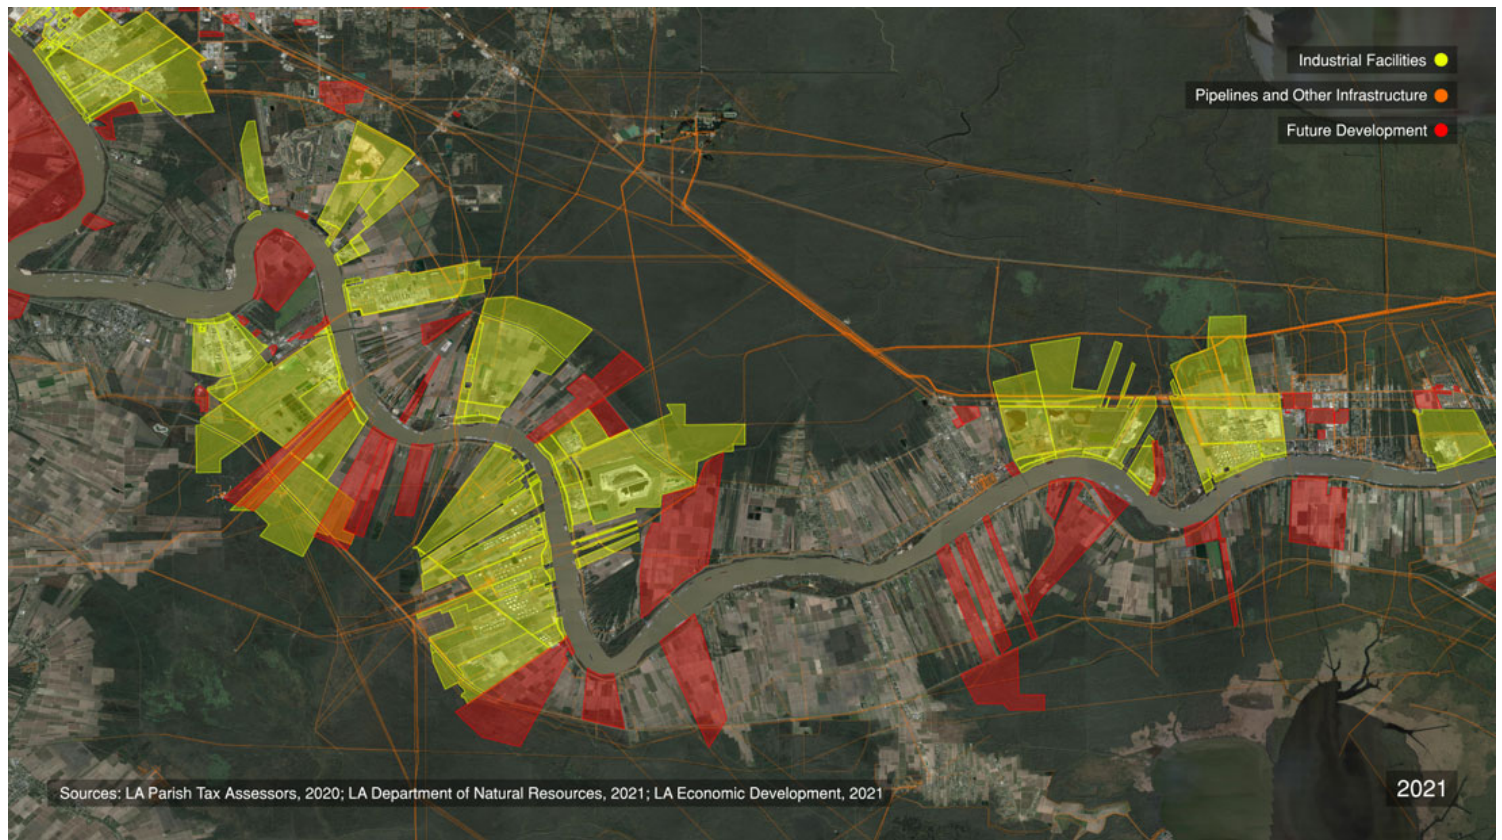 Industrial Facilities
Pipelines and Other Infrastructure
Future Development
Sources: LA Parish Tax Assessors, 2020; LA Department of Natural Resources, 2021; LA Economic Development, 2021
2021